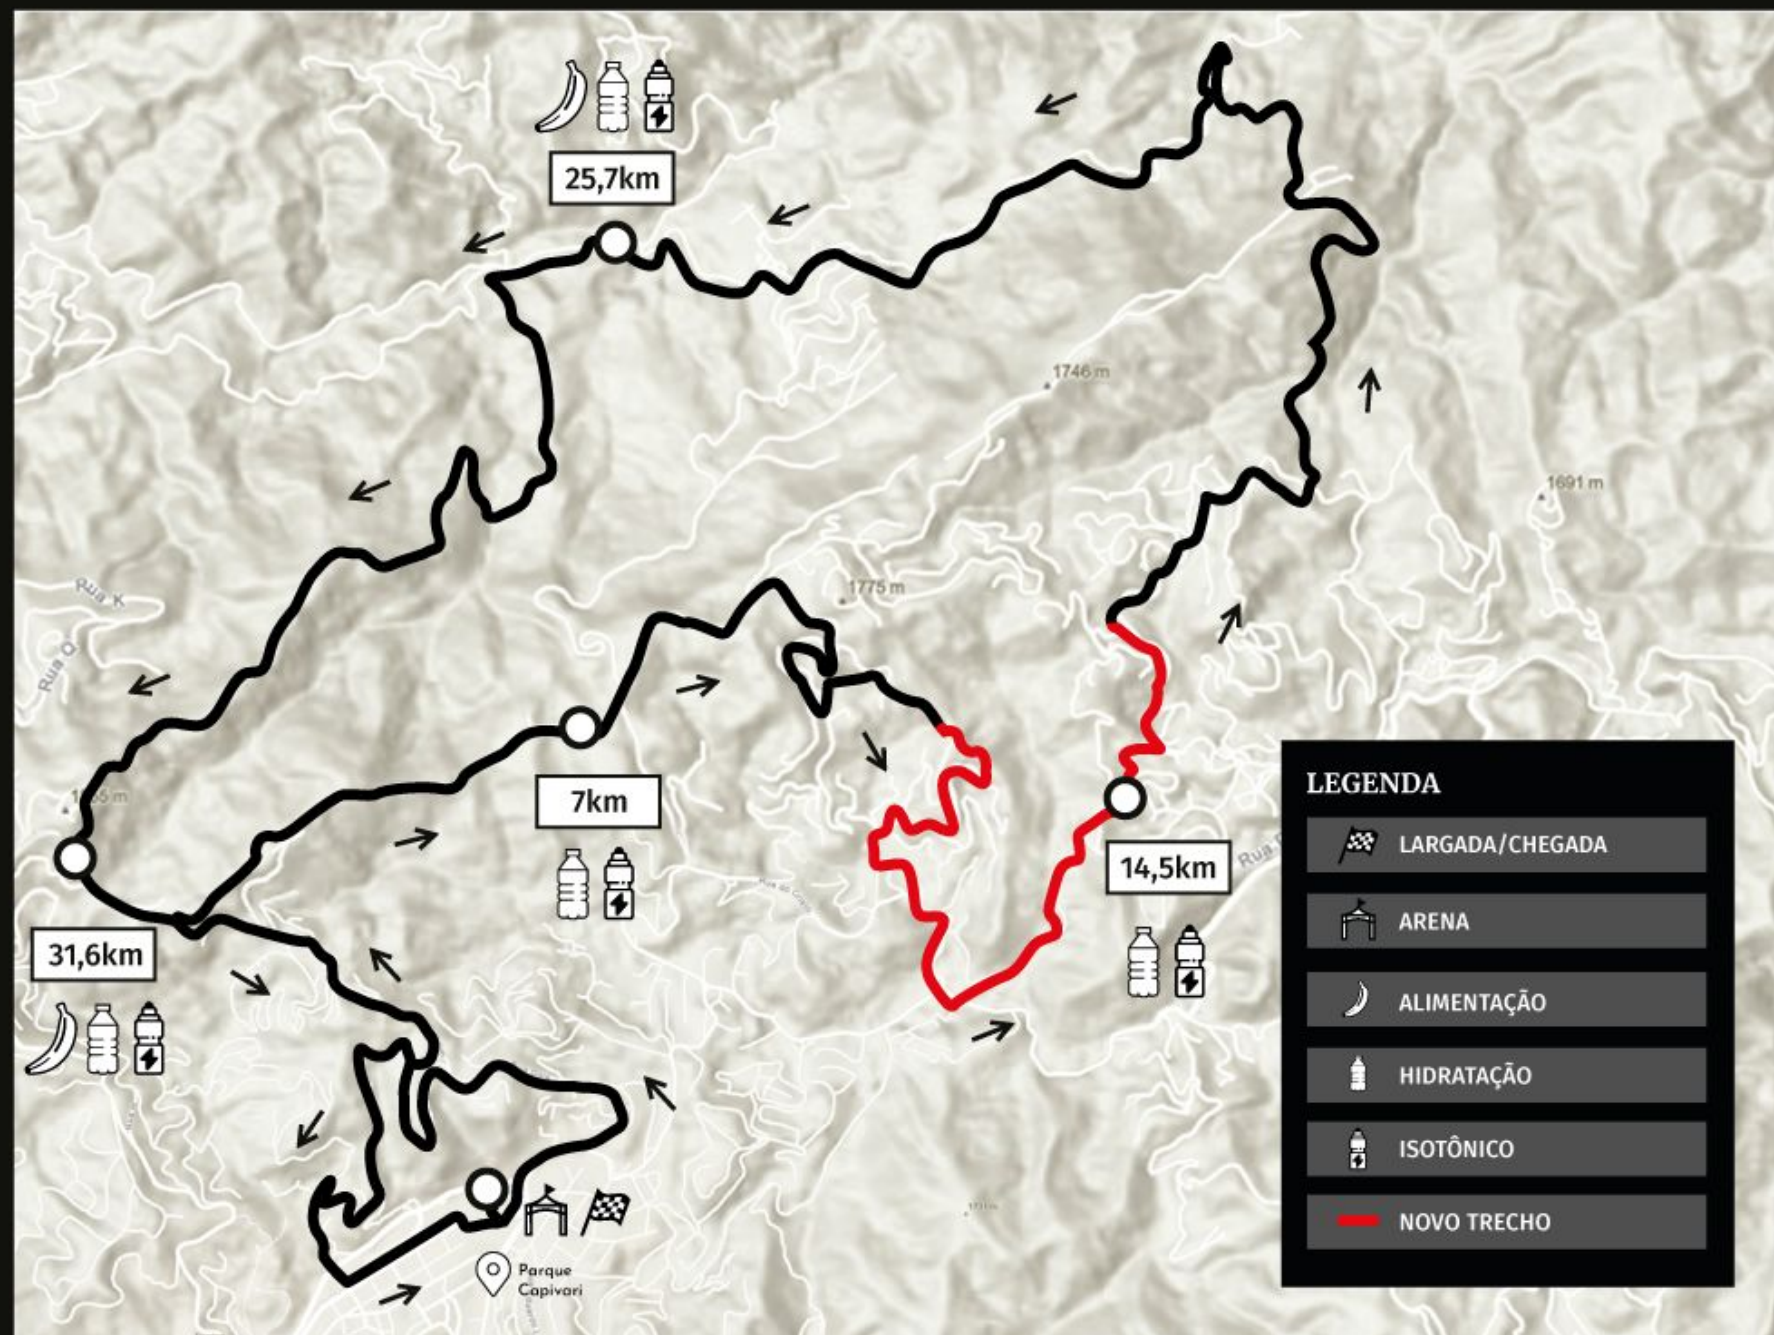 25,7km
1746 m
1691 m
1775 m
Rua X
Rua Q
7km
14,5km
31,6km
Parque
Capivari
LEGENDA
LARGADA/CHEGADA
ARENA
ALIMENTAÇÃO
HIDRATAÇÃO
ISOTÔNICO
NOVO TRECHO
Rua